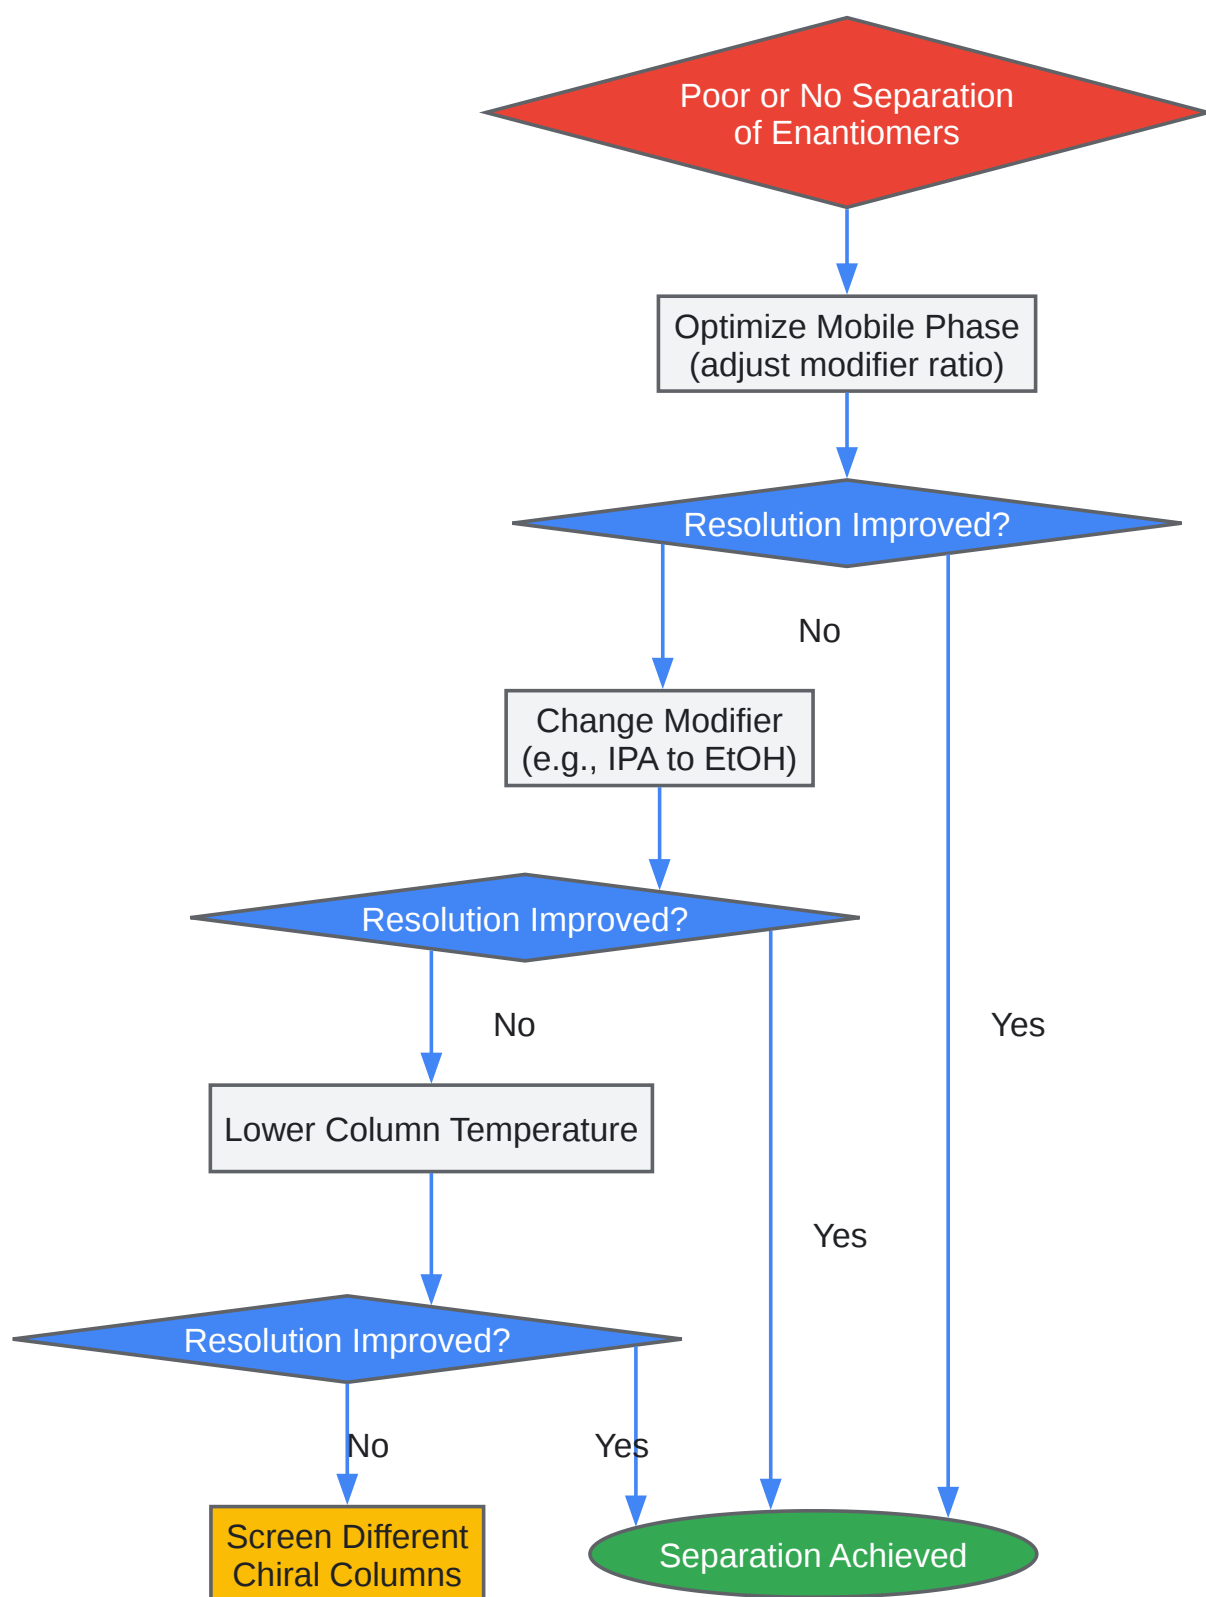 Poor or No Separation
of Enantiomers
Optimize Mobile Phase
(adjust modifier ratio)
Resolution Improved?
No
Change Modifier
(e.g., IPA to EtOH)
Resolution Improved?
No
Yes
Lower Column Temperature
Yes
Resolution Improved?
No
Yes
Screen Different
Chiral Columns
Separation Achieved